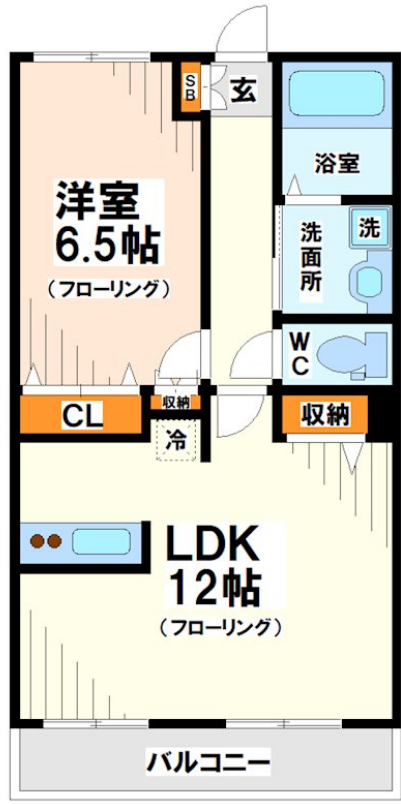 SB
玄
浴室
洋室
6.5帖
(フローリング)
洗面所
洗
WC
CL
収納
収納
冷
LDK
12帖
(フローリング)
バルコニー